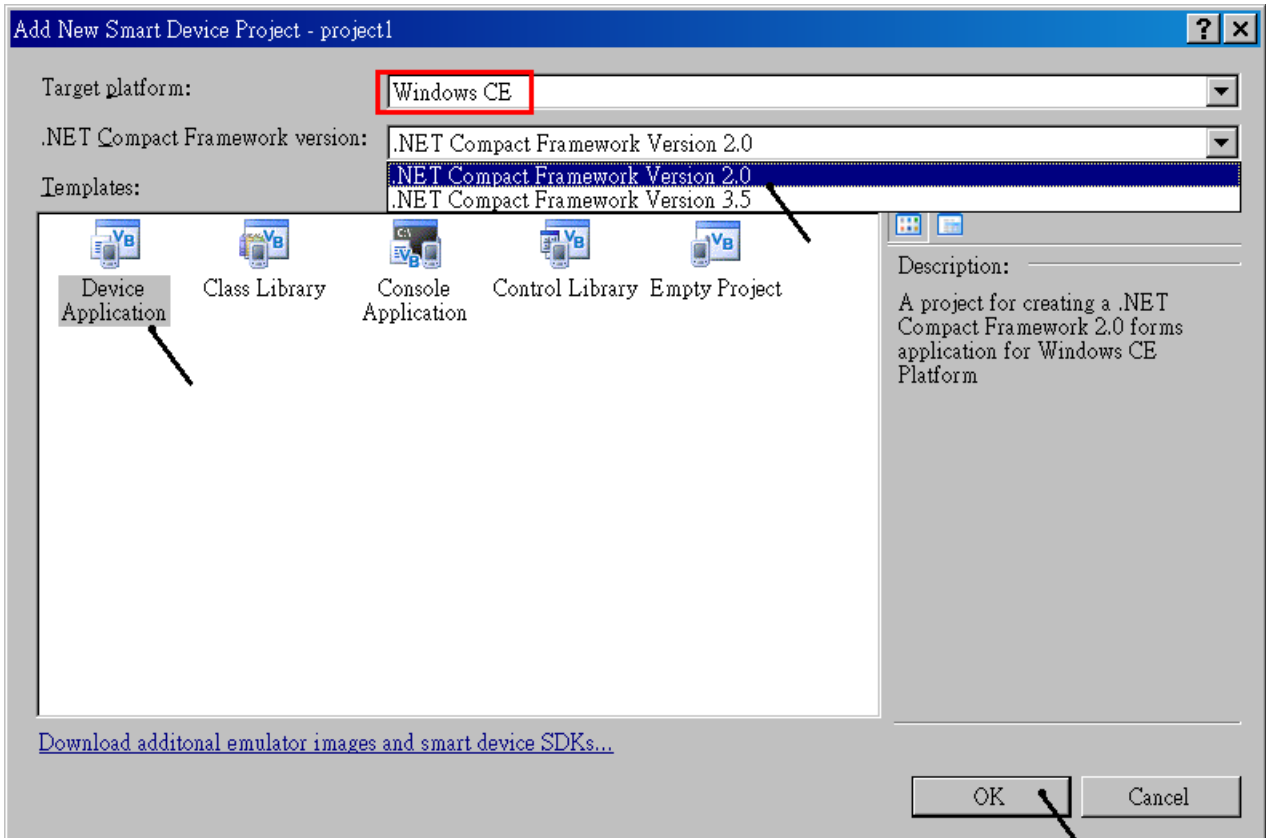 Add New Smart Device Project - project1
Target platform:
Windows CE
.NET Compact Framework version:
.NET Compact Framework Version 2.0
.NET Compact Framework Version 2.0
.NET Compact Framework Version 3.5
Templates:
Device
Application
Class Library
Console
Application
Control Library
Empty Project
Description:
A project for creating a .NET
Compact Framework 2.0 forms
application for Windows CE
Platform
Download additonal emulator images and smart device SDKs...
OK
Cancel